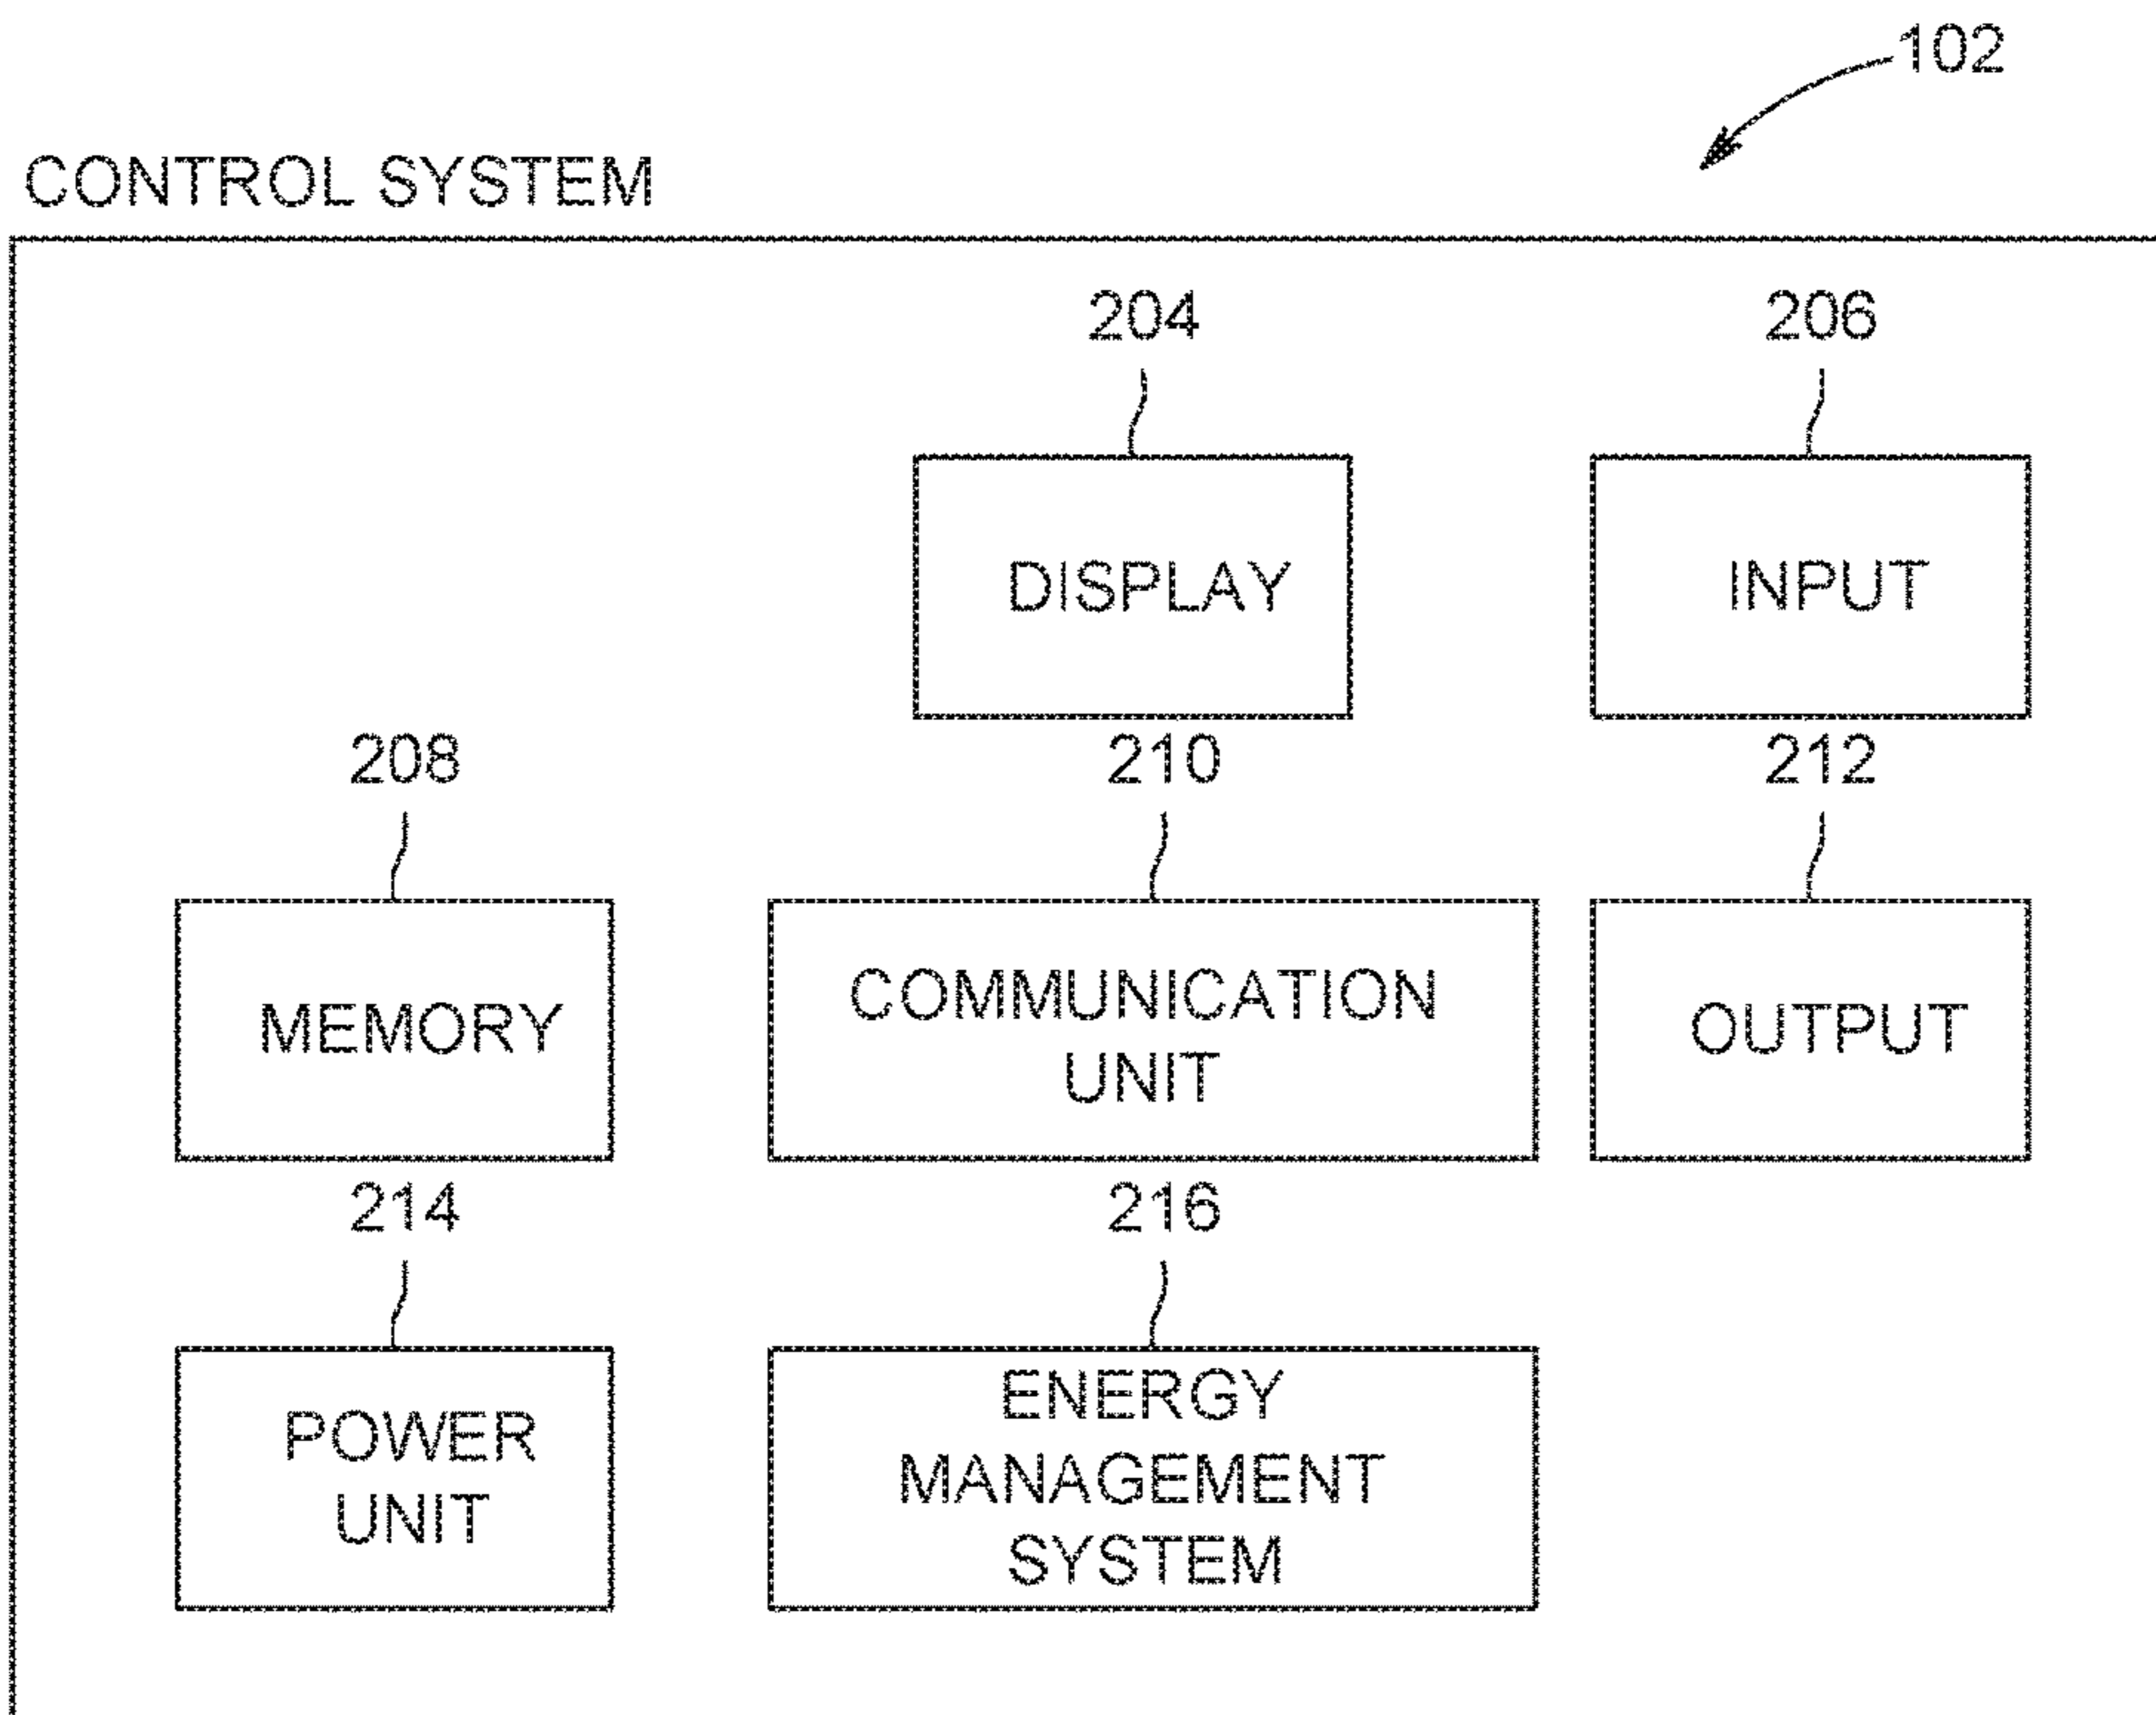 102
CONTROL SYSTEM
204
206
DISPLAY
INPUT
208
210
212
MEMORY
COMMUNICATION
UNIT
OUTPUT
214
216
POWER
UNIT
ENERGY
MANAGEMENT
SYSTEM